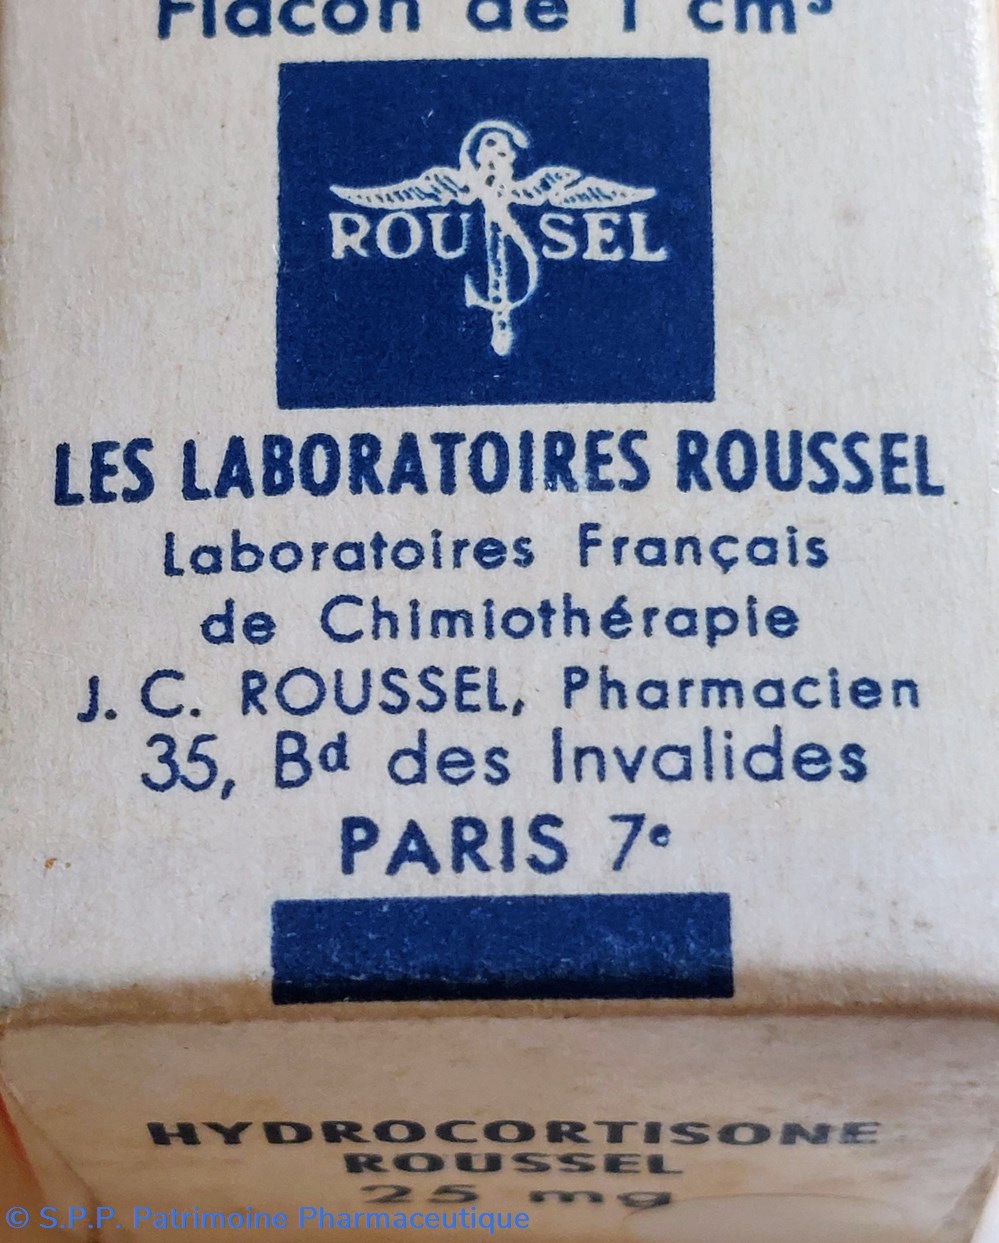 Flacon de 1 cm³
ROUSSEL
LES LABORATOIRES ROUSSEL
Laboratoires Français
de Chimiothérapie
J. C. ROUSSEL, Pharmacien
35, Bd des Invalides
PARIS 7e
HYDROCORTISONE
ROUSSEL
25 mg
© S.P.P. Patrimoine Pharmaceutique